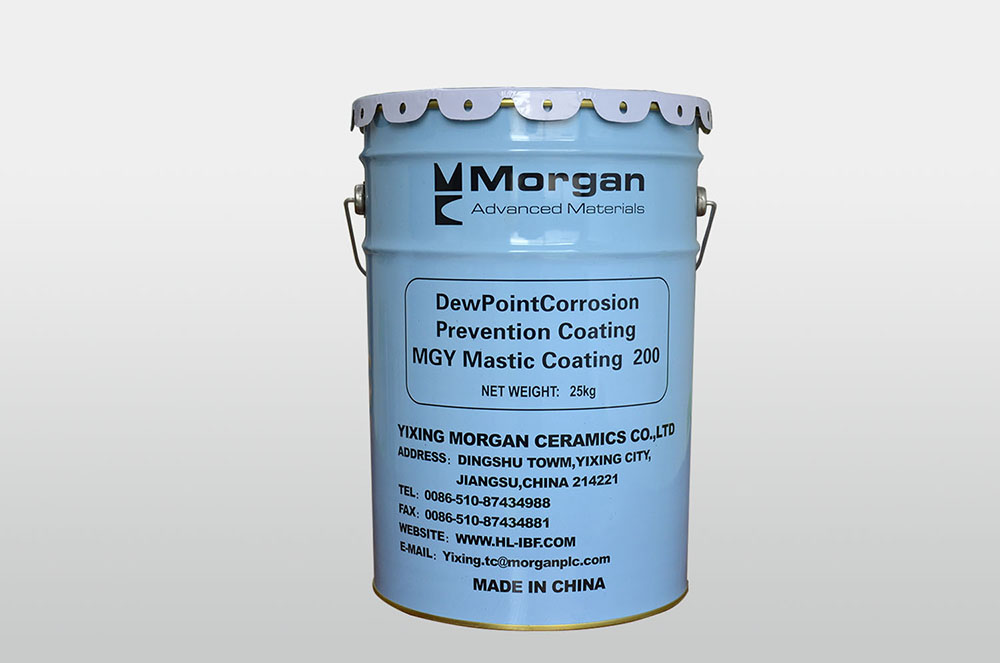 Morgan
Advanced Materials
DewPointCorrosion
Prevention Coating
MGY Mastic Coating 200
NET WEIGHT: 25kg
YIXING MORGAN CERAMICS CO.,LTD
ADDRESS: DINGSHU TOWM,YIXING CITY,
JIANGSU,CHINA 214221
TEL: 0086-510-87434988
FAX: 0086-510-87434881
WEBSITE: WWW.HL-IBF.COM
E-MAIL: Yixing.tc@morganplc.com
MADE IN CHINA